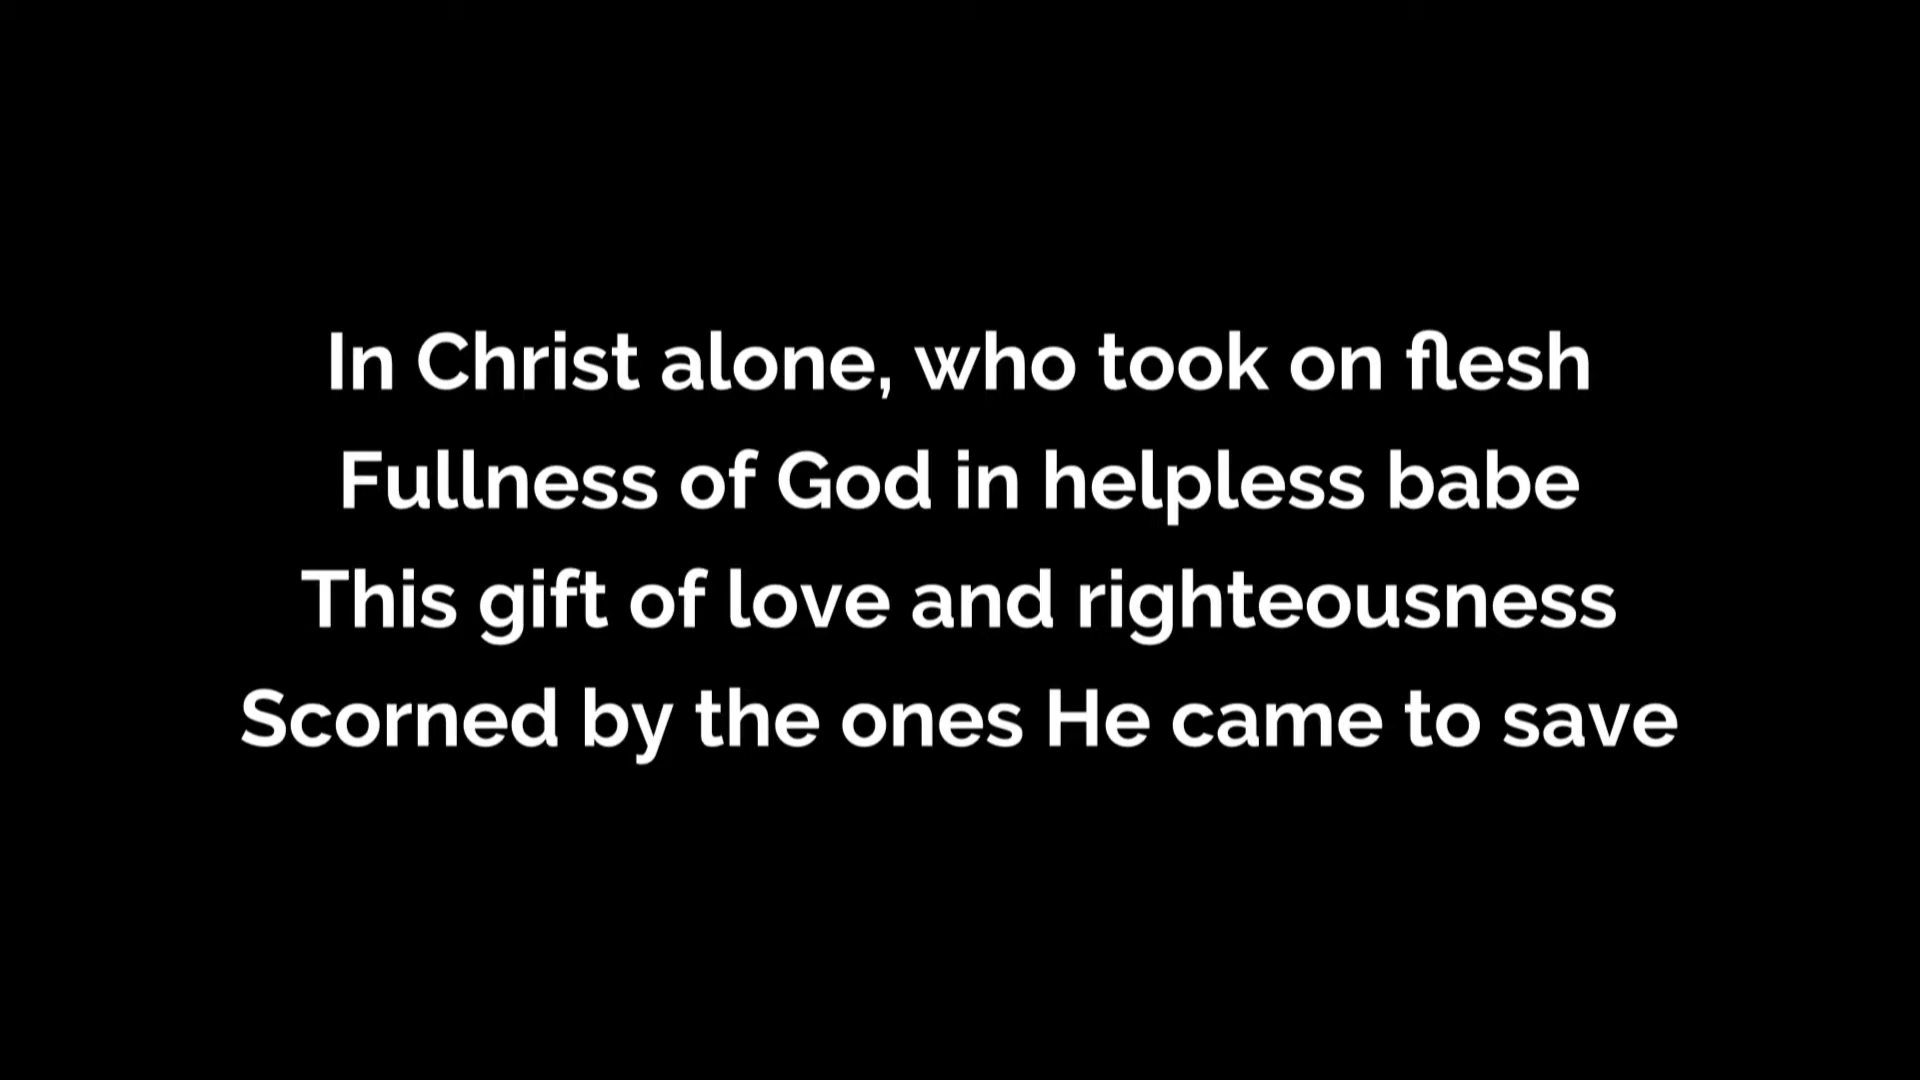 In Christ alone, who took on flesh
Fullness of God in helpless babe
This gift of love and righteousness
Scorned by the ones He came to save